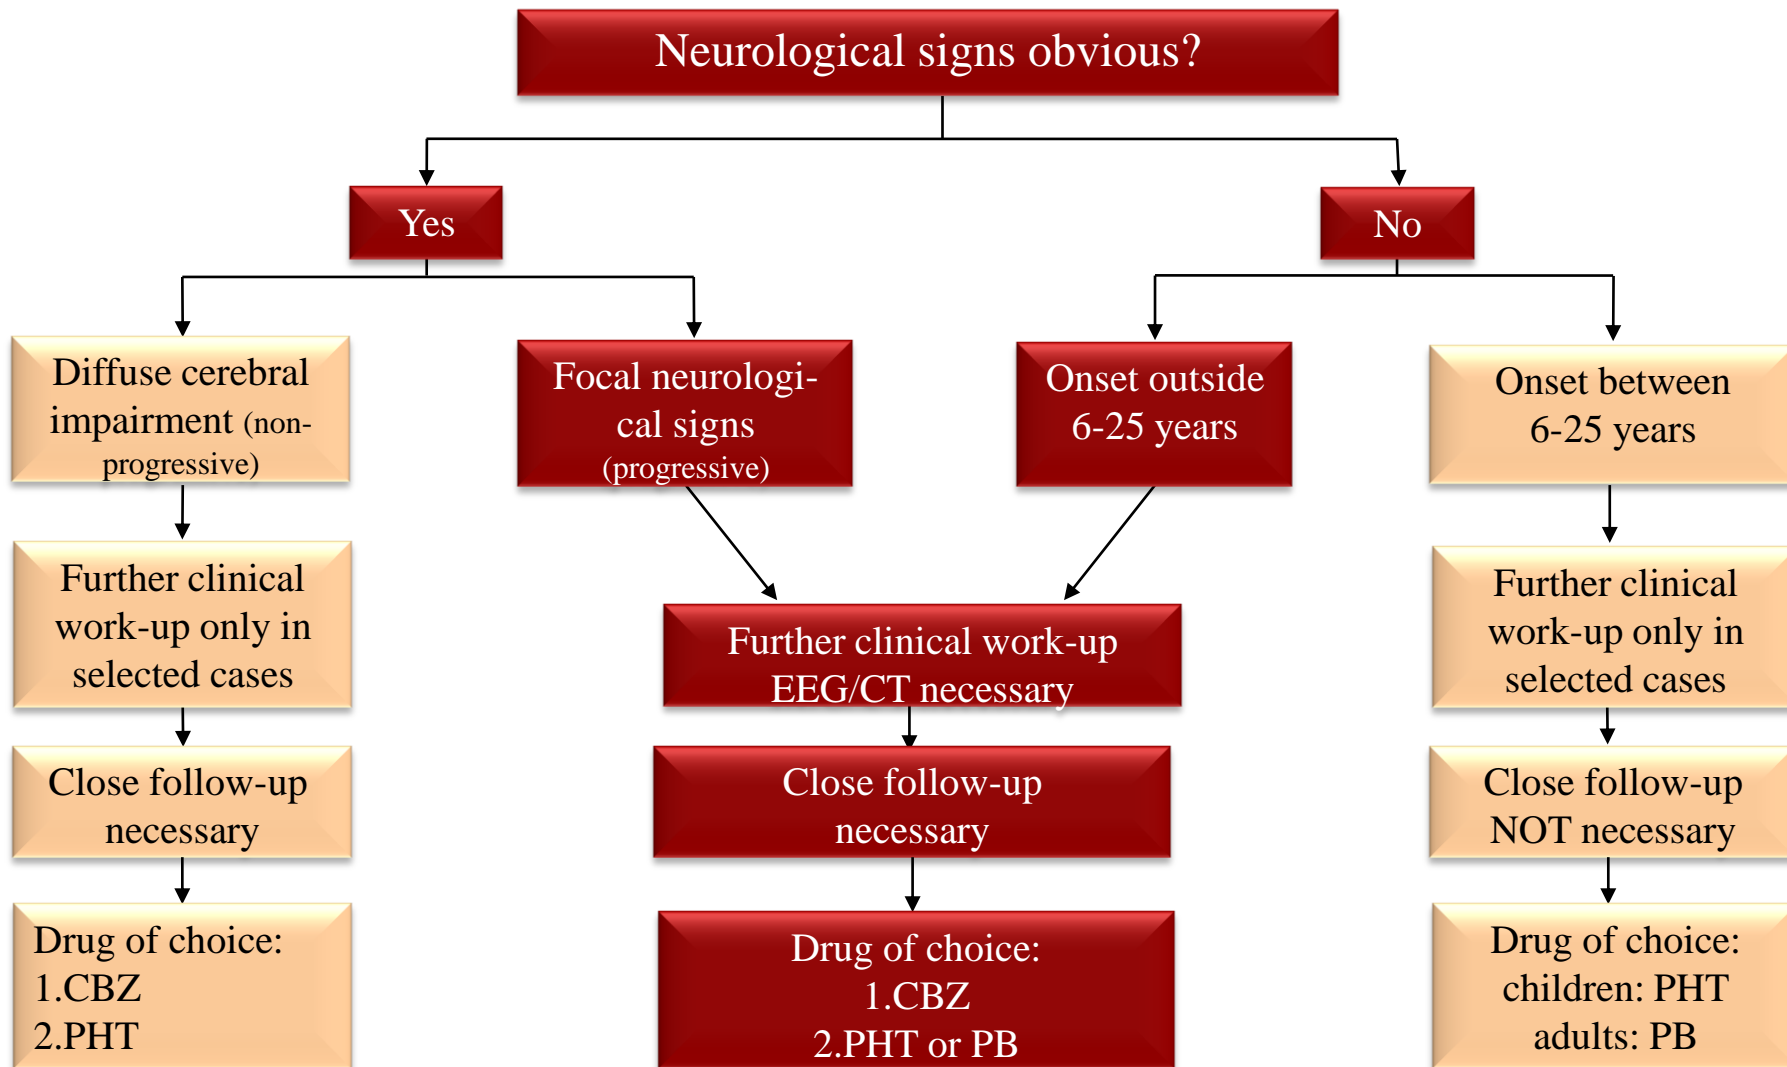 Neurological signs obvious?
Yes
No
Diffuse cerebral
impairment (non-
progressive)
Focal neurologi-
cal signs
(progressive)
Onset outside
6-25 years
Onset between
6-25 years
Further clinical
work-up only in
selected cases
Further clinical work-up
EEG/CT necessary
Further clinical
work-up only in
selected cases
Close follow-up
necessary
Close follow-up
necessary
Close follow-up
NOT necessary
Drug of choice:
1.CBZ
2.PHT
Drug of choice:
1.CBZ
2.PHT or PB
Drug of choice:
children: PHT
adults: PB